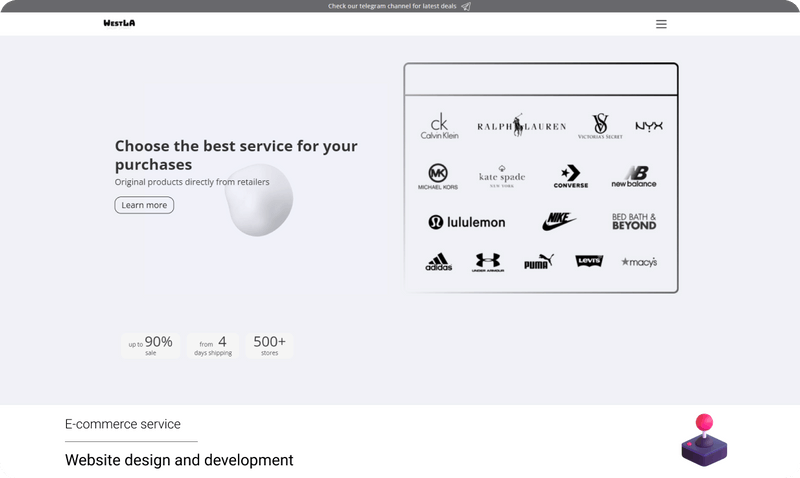 Check our telegram channel for latest deals
WESTLA
Choose the best service for your
purchases
Original products directly from retailers
Learn more
ck
Calvin Klein
RALPH LAUREN
VS
VICTORIA'S SECRET
NYX
MK
MICHAEL KORS
kate spade
NEW YORK
CONVERSE
NB
new balance
lululemon
NIKE
BED BATH &
BEYOND
adidas
UNDER ARMOUR
PUMA
LEVI'S
macy's
up to 90%
sale
from 4
days shipping
500+
stores
E-commerce service
Website design and development